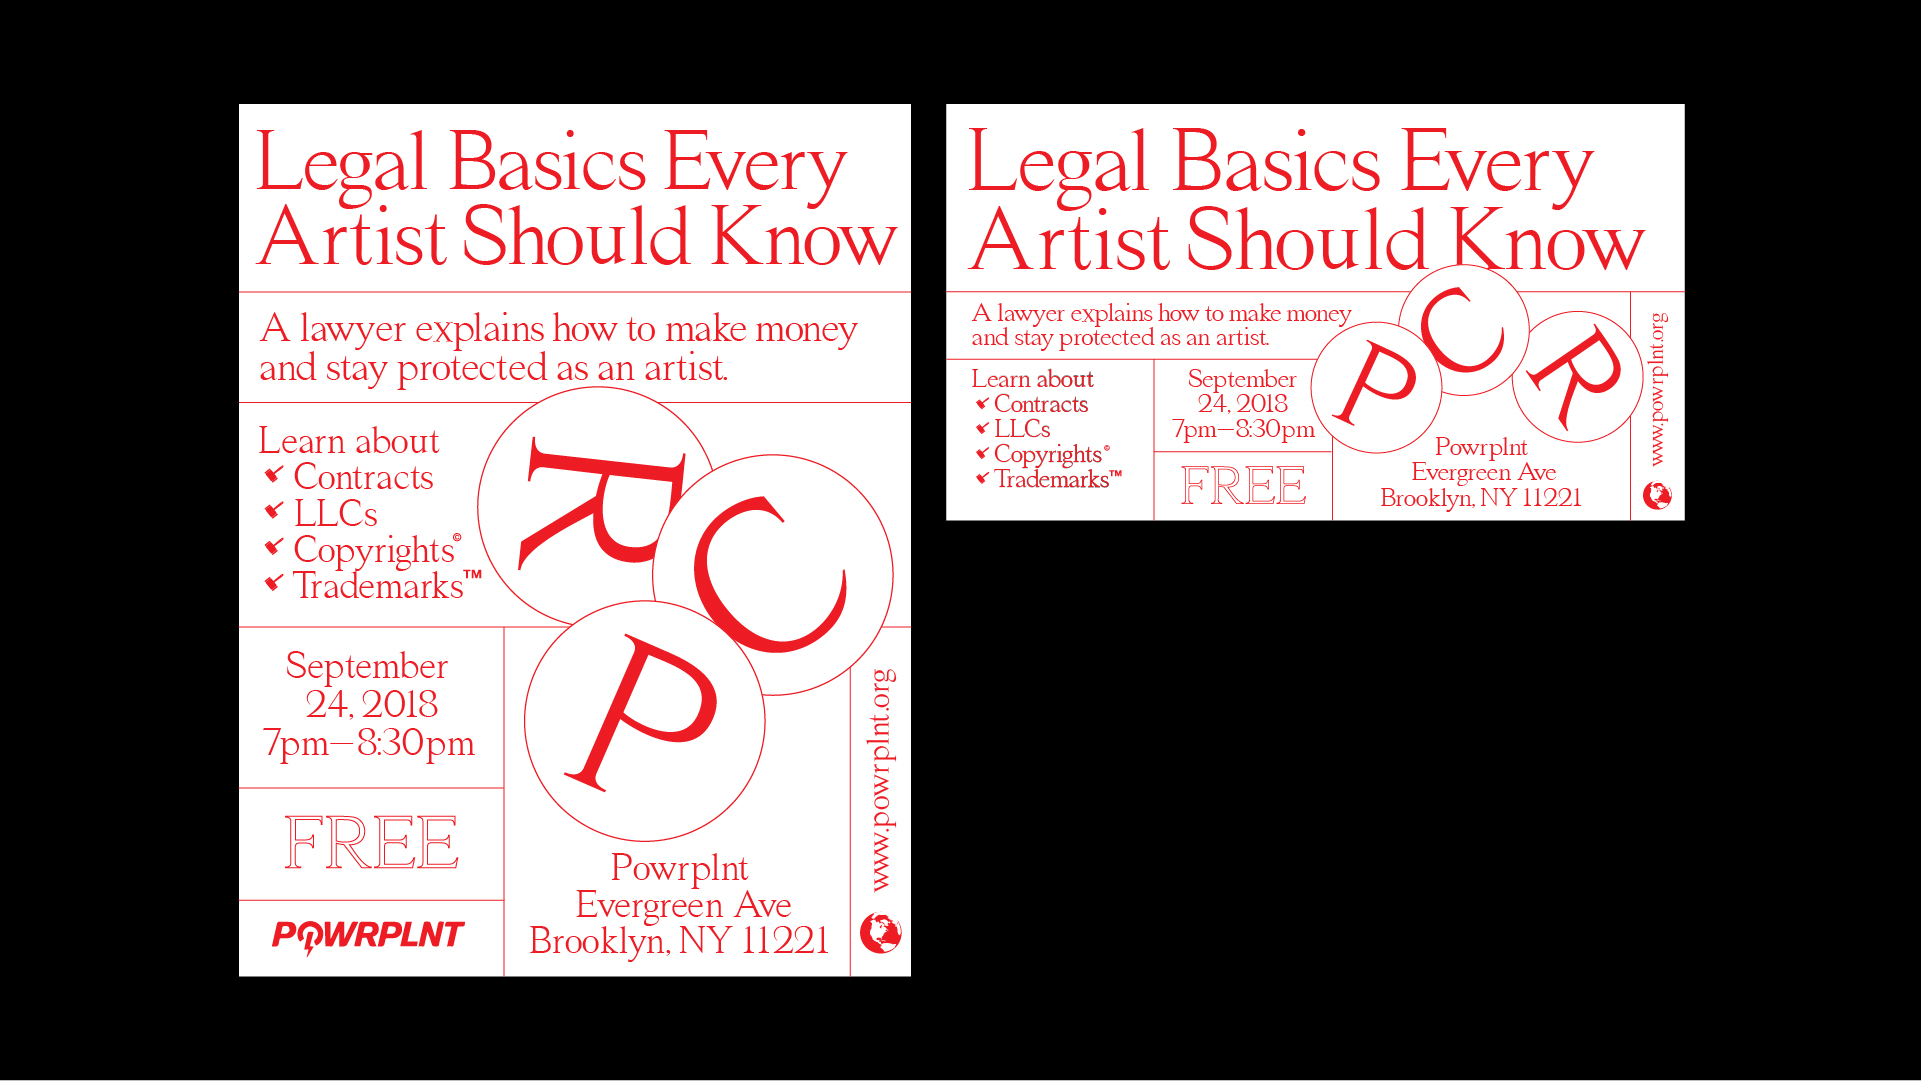 Legal Basics Every
Artist Should Know
A lawyer explains how to make money
and stay protected as an artist.
Learn about
Contracts
LLCs
Copyrights©
Trademarks™
R
C
P
September
24, 2018
7pm—8:30pm
FREE
POWRPLNT
Powrplnt
Evergreen Ave
Brooklyn, NY 11221
www.powrplnt.org
Legal Basics Every
Artist Should Know
A lawyer explains how to make money
and stay protected as an artist.
Learn about
Contracts
LLCs
Copyrights©
Trademarks™
September
24, 2018
7pm—8:30pm
FREE
P
C
R
Powrplnt
Evergreen Ave
Brooklyn, NY 11221
www.powrplnt.org